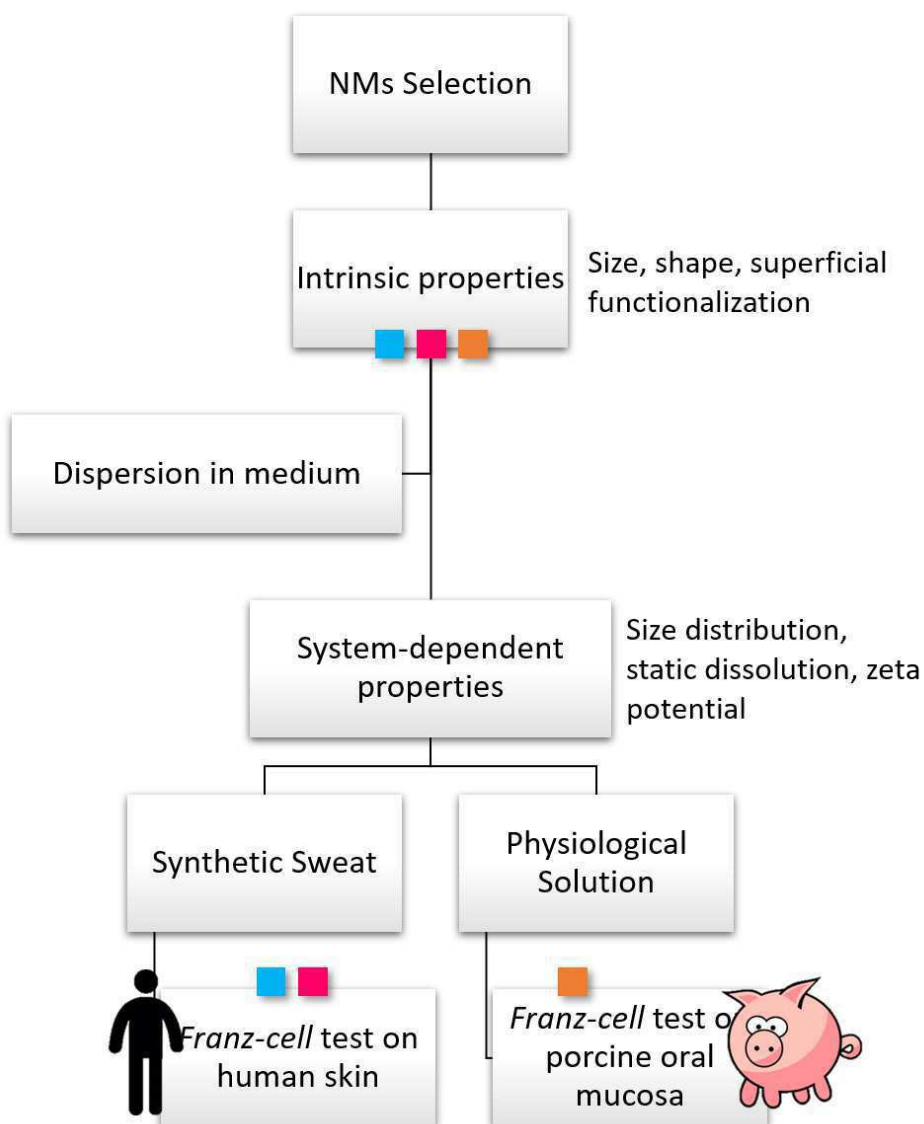 NMs Selection
Intrinsic properties
Size, shape, superficial
functionalization
Dispersion in medium
System-dependent
properties
Size distribution,
static dissolution, zeta
potential
Synthetic Sweat
Physiological
Solution
Franz-cell test on
human skin
Franz-cell test o
porcine oral
mucosa